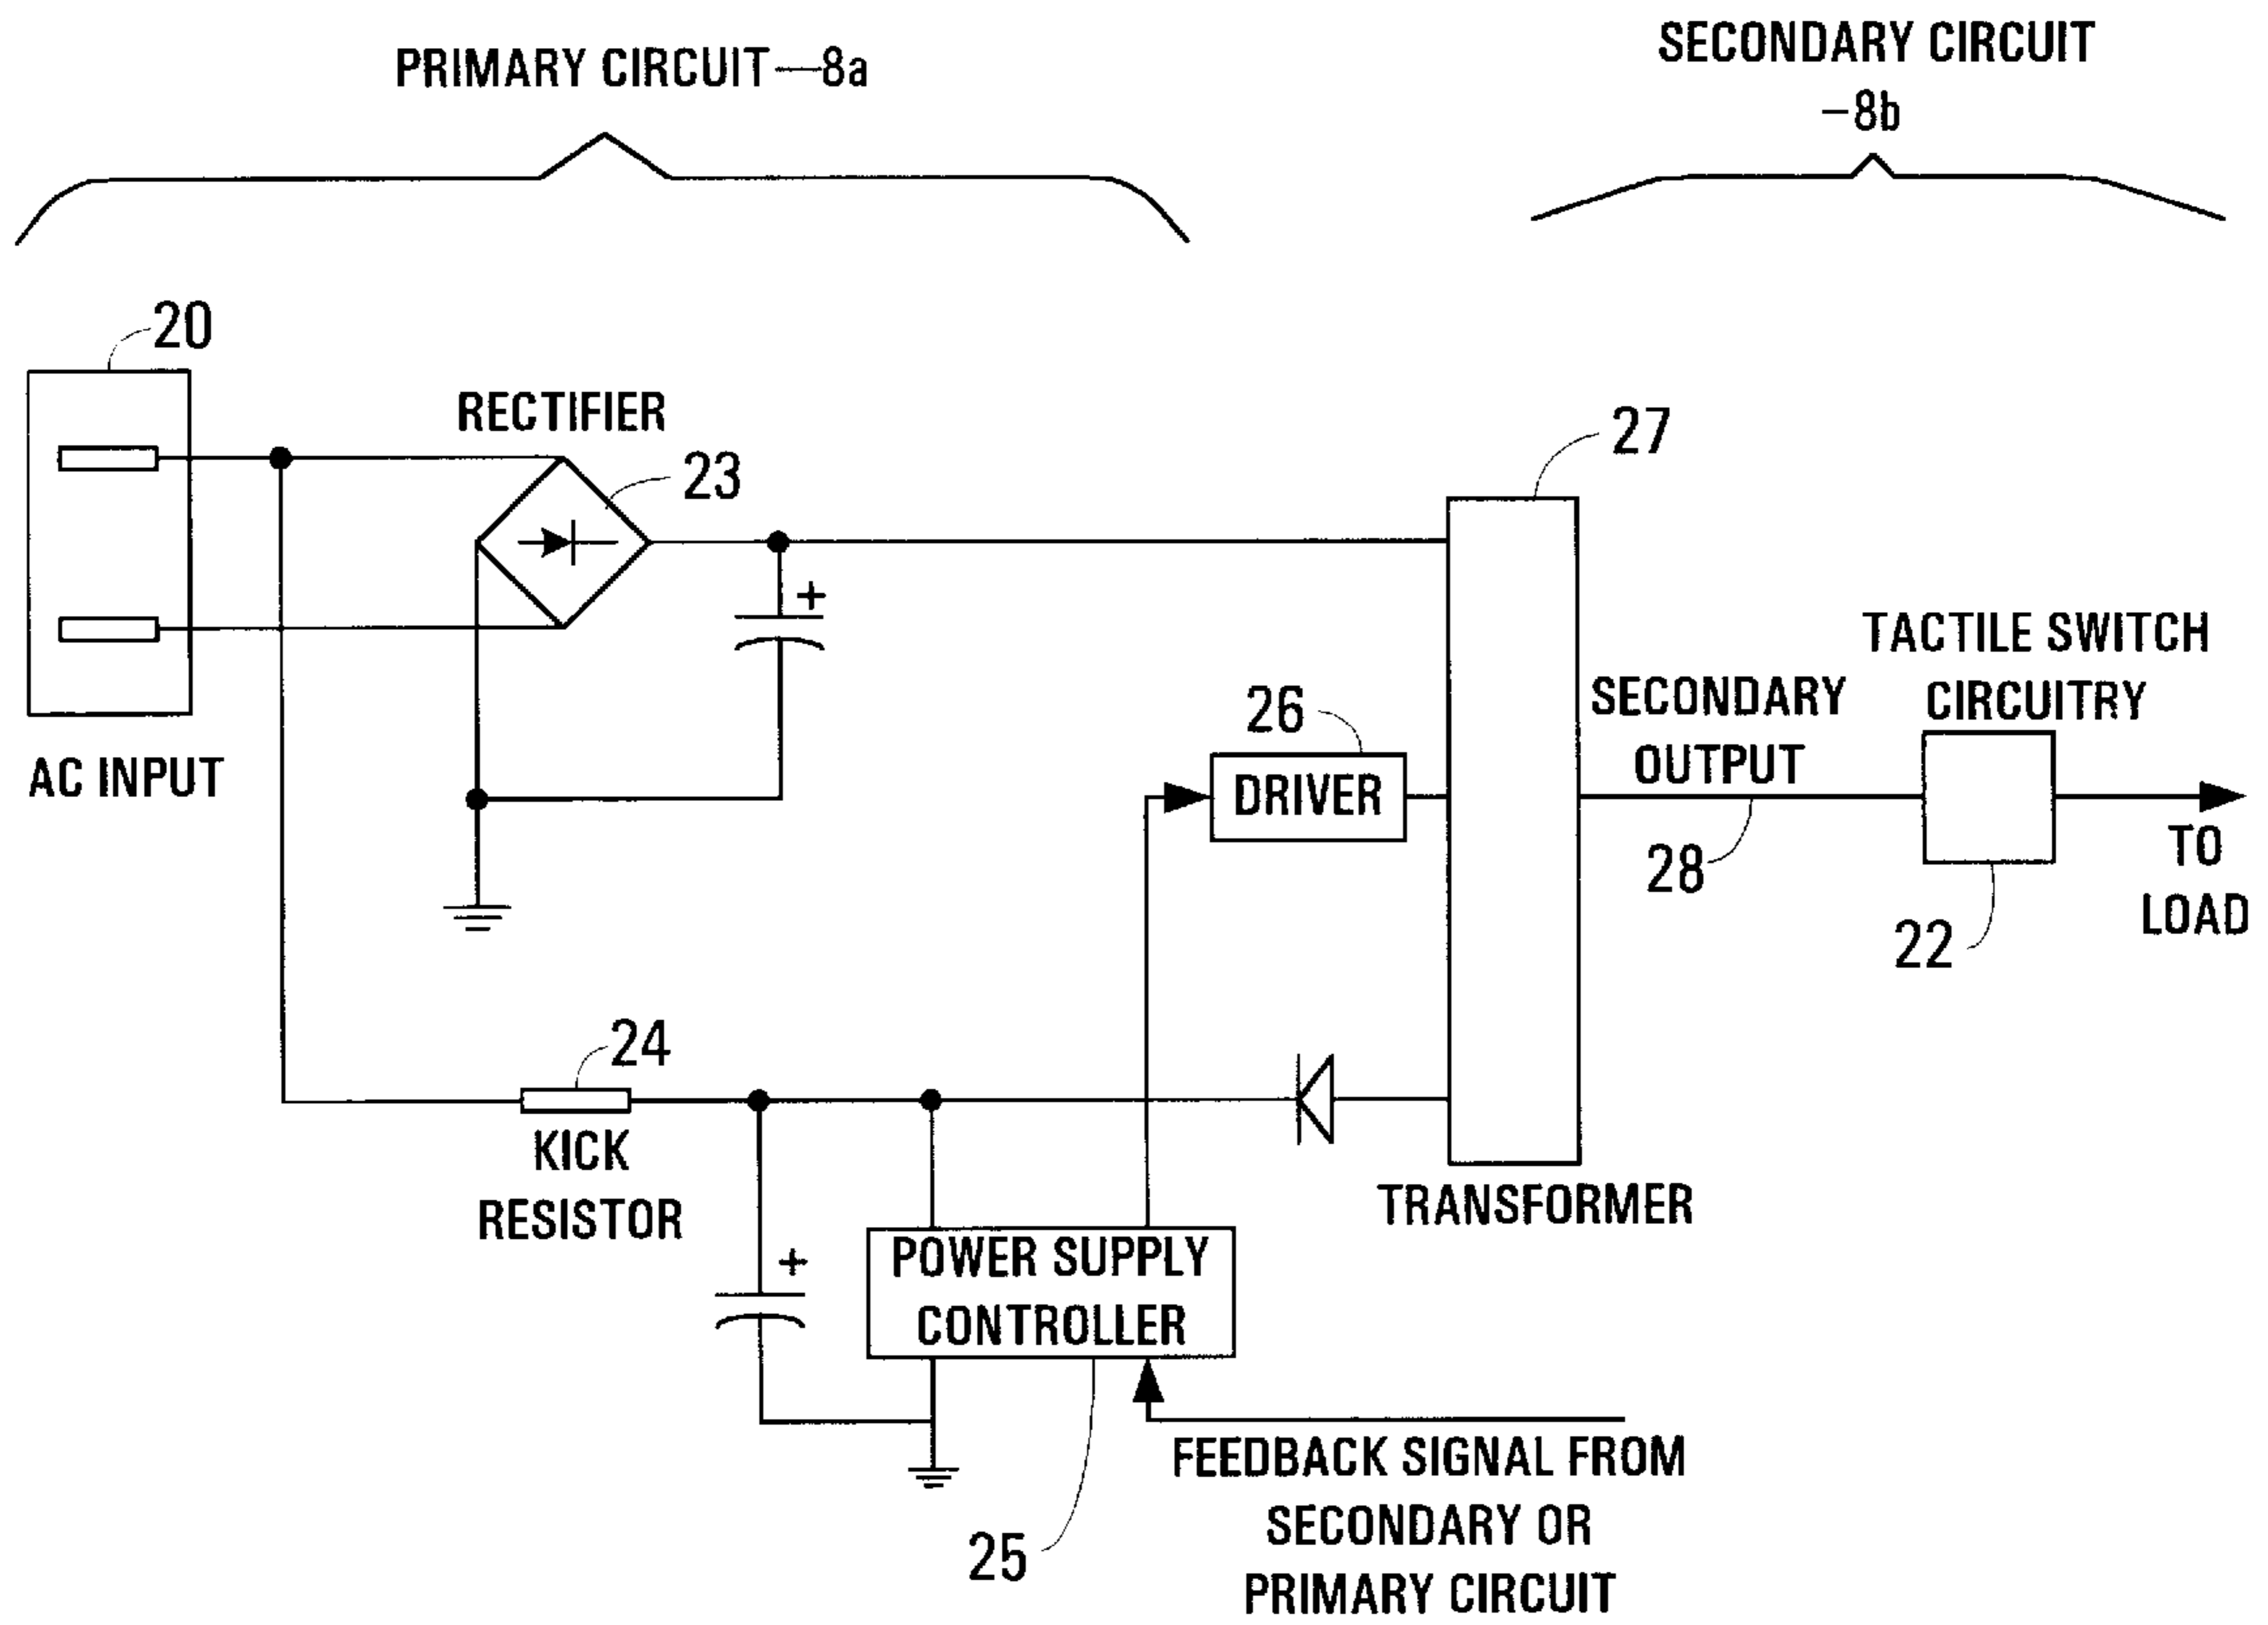 PRIMARY CIRCUIT—8a
SECONDARY CIRCUIT
–8b
20
RECTIFIER
23
27
+
AC INPUT
26
DRIVER
SECONDARY
OUTPUT
28
TACTILE SWITCH
CIRCUITRY
22
TO
LOAD
24
KICK
RESISTOR
+
TRANSFORMER
POWER SUPPLY
CONTROLLER
25
FEEDBACK SIGNAL FROM
SECONDARY OR
PRIMARY CIRCUIT